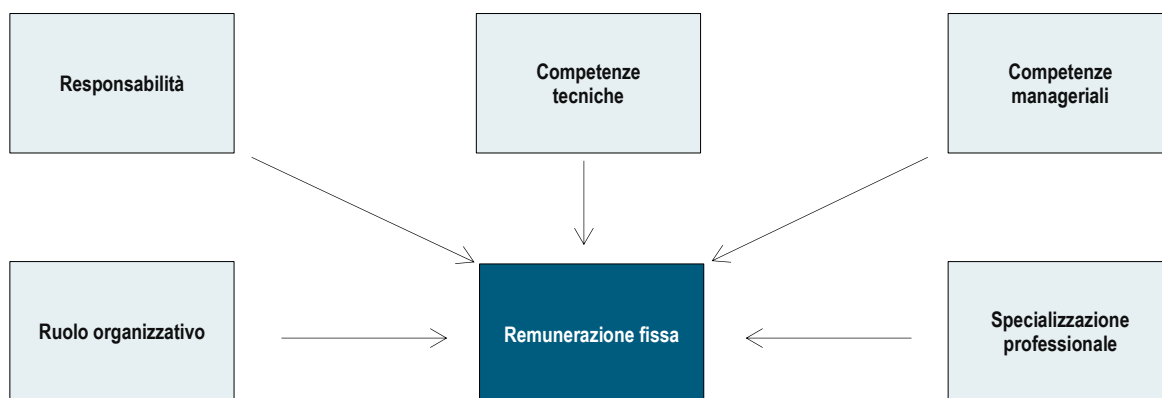 Responsabilità
Competenze
tecniche
Competenze
manageriali
Ruolo organizzativo
Remunerazione fissa
Specializzazione
professionale